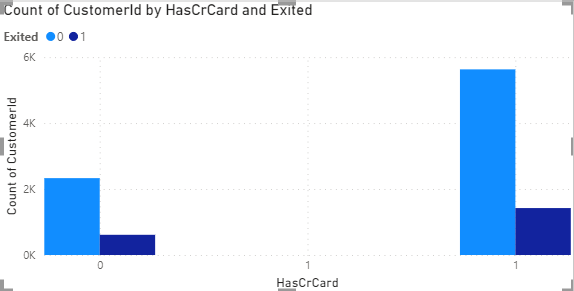 Count of CustomerId by HasCrCard and Exited
Exited 0 1
6K
4K
2K
0K
Count of CustomerId
0 1 1
HasCrCard